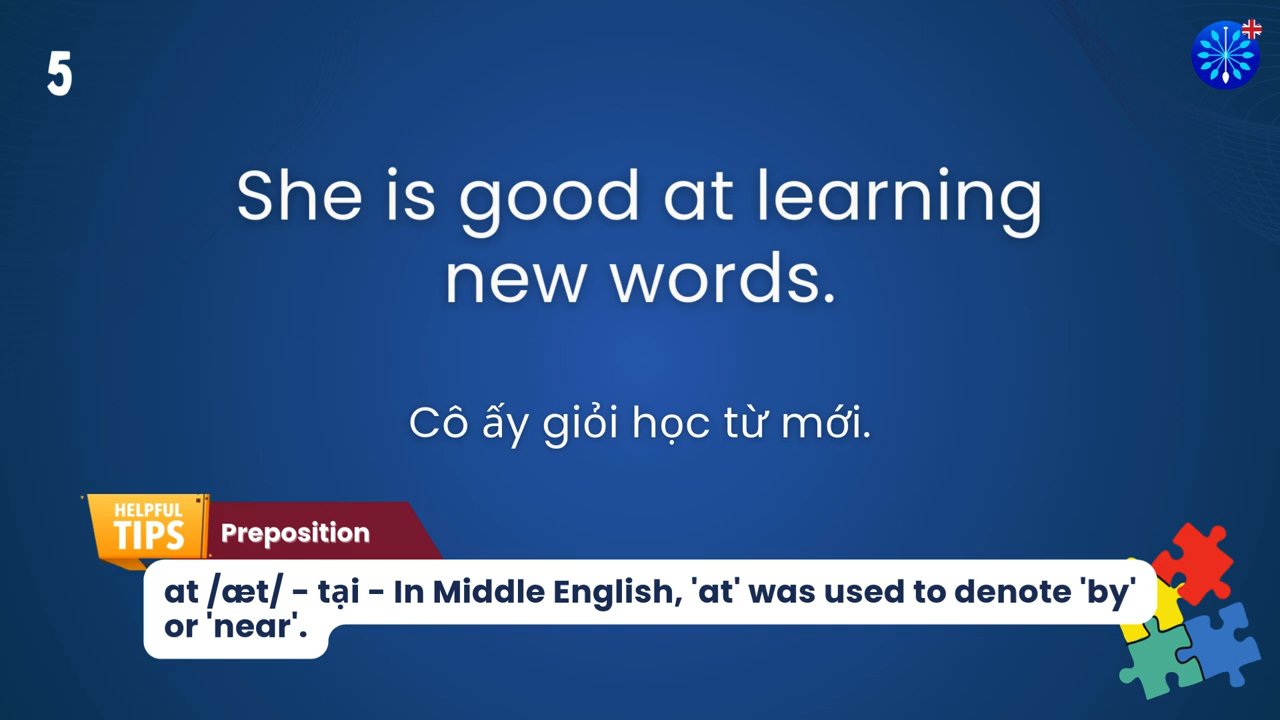 5
She is good at learning
new words.
Cô ấy giỏi học từ mới.
HELPFUL
TIPS
Preposition
at /æt/ - tại - In Middle English, 'at' was used to denote 'by'
or 'near'.